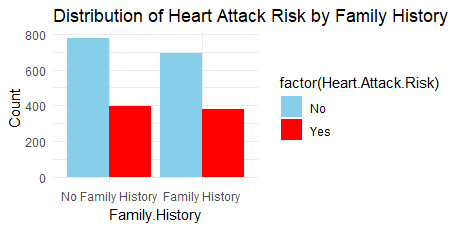 Distribution of Heart Attack Risk by Family History
800
600
400
200
0
Count
No Family History
Family History
Family.History
factor(Heart.Attack.Risk)
No
Yes